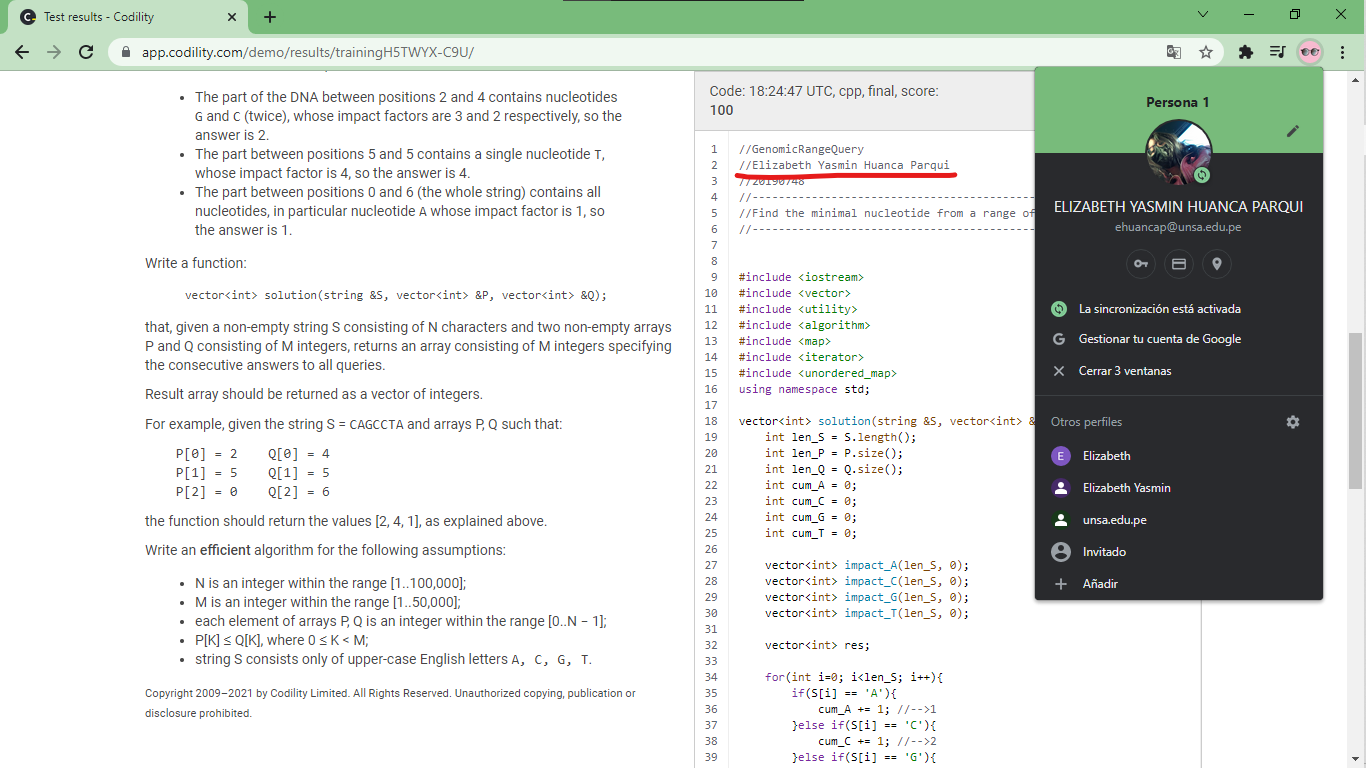 Test results - Codility
app.codility.com/demo/results/trainingH5TWYX-C9U/
The part of the DNA between positions 2 and 4 contains nucleotides
G and C (twice), whose impact factors are 3 and 2 respectively, so the
answer is 2.
The part between positions 5 and 5 contains a single nucleotide T,
whose impact factor is 4, so the answer is 4.
The part between positions 0 and 6 (the whole string) contains all
nucleotides, in particular nucleotide A whose impact factor is 1, so
the answer is 1.
Write a function:
vector<int> solution(string &S, vector<int> &P, vector<int> &Q);
that, given a non-empty string S consisting of N characters and two non-empty arrays
P and Q consisting of M integers, returns an array consisting of M integers specifying
the consecutive answers to all queries.
Result array should be returned as a vector of integers.
For example, given the string S = CAGCCTA and arrays P, Q such that:
P[0] = 2    Q[0] = 4
P[1] = 5    Q[1] = 5
P[2] = 0    Q[2] = 6
the function should return the values [2, 4, 1], as explained above.
Write an efficient algorithm for the following assumptions:
N is an integer within the range [1..100,000];
M is an integer within the range [1..50,000];
each element of arrays P, Q is an integer within the range [0..N − 1];
P[K] ≤ Q[K], where 0 ≤ K < M;
string S consists only of upper-case English letters A, C, G, T.
Copyright 2009–2021 by Codility Limited. All Rights Reserved. Unauthorized copying, publication or
disclosure prohibited.
Code: 18:24:47 UTC, cpp, final, score:
100
1 //GenomicRangeQuery
2 //Elizabeth Yasmin Huanca Parqui
3 //20190748
4 //------------------------------------------
5 //Find the minimal nucleotide from a range of
6 //------------------------------------------
7
8
9 #include <iostream>
10 #include <vector>
11 #include <utility>
12 #include <algorithm>
13 #include <map>
14 #include <iterator>
15 #include <unordered_map>
16 using namespace std;
17
18 vector<int> solution(string &S, vector<int> &
19 int len_S = S.length();
20 int len_P = P.size();
21 int len_Q = Q.size();
22 int cum_A = 0;
23 int cum_C = 0;
24 int cum_G = 0;
25 int cum_T = 0;
26
27 vector<int> impact_A(len_S, 0);
28 vector<int> impact_C(len_S, 0);
29 vector<int> impact_G(len_S, 0);
30 vector<int> impact_T(len_S, 0);
31
32 vector<int> res;
33
34 for(int i=0; i<len_S; i++){
35 if(S[i] == 'A'){
36 cum_A += 1; //-->1
37 }else if(S[i] == 'C'){
38 cum_C += 1; //-->2
39 }else if(S[i] == 'G'){
Persona 1
ELIZABETH YASMIN HUANCA PARQUI
ehuancap@unsa.edu.pe
La sincronización está activada
Gestionar tu cuenta de Google
Cerrar 3 ventanas
Otros perfiles
E Elizabeth
Elizabeth Yasmin
unsa.edu.pe
Invitado
Añadir